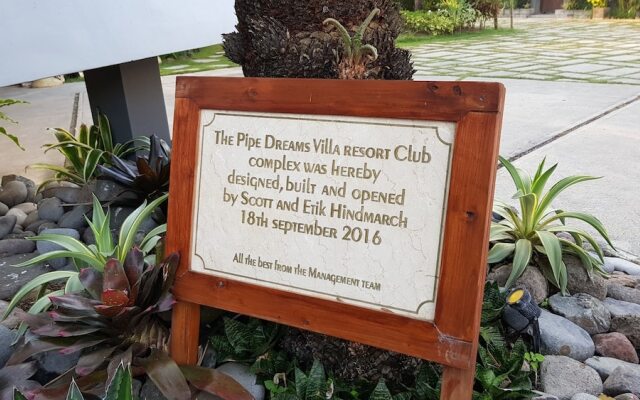 The Pipe Dreams Villa resort Club
complex was hereby
designed, built and opened
by Scott and Etik Hindmarch
18th september 2016
All the best from the Management team